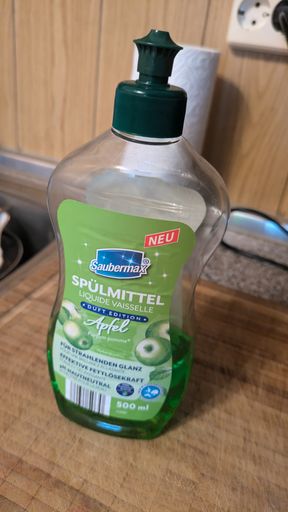 NEU
Saubermax®
SPÜLMITTEL
LIQUIDE VAISSELLE
DUFT EDITION
Apfel
FÜR STRAHLENDEN GLANZ
EFFEKTIVE FETTLÖSEKRAFT
pH-HAUTNEUTRAL
500 ml